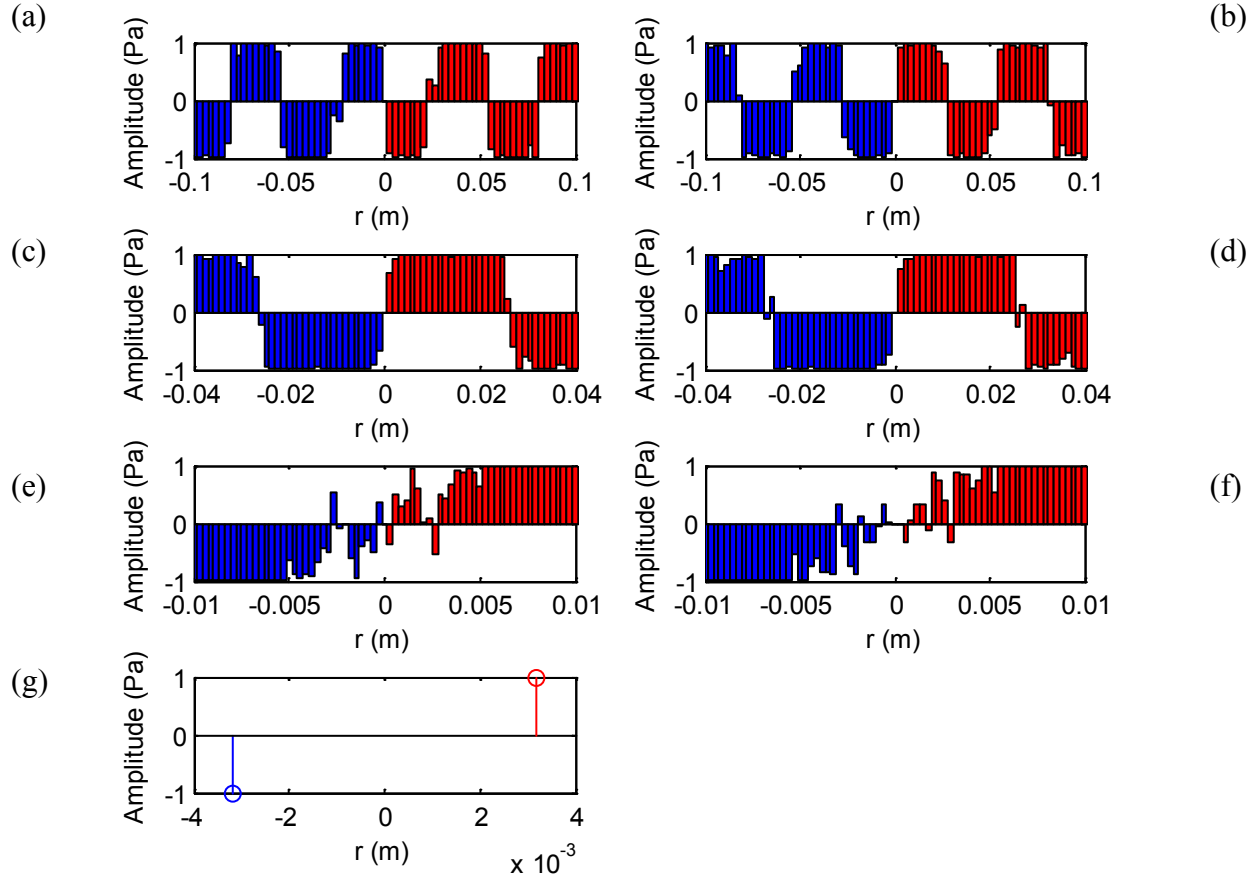 (a)
(b)
Amplitude (Pa)
1
0
-1
-0.1 -0.05 0 0.05 0.1
r (m)
Amplitude (Pa)
1
0
-1
-0.1 -0.05 0 0.05 0.1
r (m)
(c)
(d)
Amplitude (Pa)
1
0
-1
-0.04 -0.02 0 0.02 0.04
r (m)
Amplitude (Pa)
1
0
-1
-0.04 -0.02 0 0.02 0.04
r (m)
(e)
(f)
Amplitude (Pa)
1
0
-1
-0.01 -0.005 0 0.005 0.01
r (m)
Amplitude (Pa)
1
0
-1
-0.01 -0.005 0 0.005 0.01
r (m)
(g)
Amplitude (Pa)
1
0
-1
-4 -2 0 2 4
r (m)
x 10⁻³